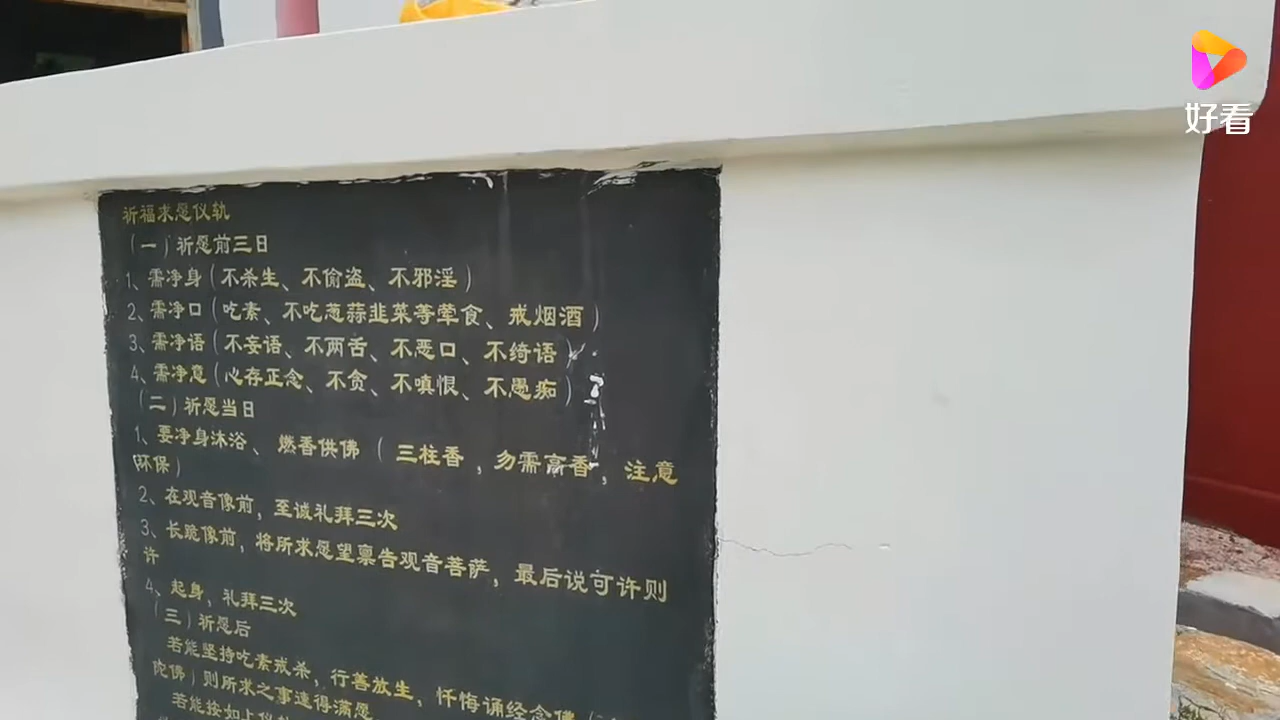 好看
祈福求愿仪轨
（一）祈愿前三日
1、需净身（不杀生、不偷盗、不邪淫）
2、需净口（吃素、不吃葱蒜韭菜等荤食、戒烟酒）
3、需净语（不妄语、不两舌、不恶口、不绮语）
4、需净意（心存正念、不贪、不嗔恨、不愚痴）
（二）祈愿当日
1、要净身沐浴、燃香供佛（三柱香，勿需高香，注意
环保）
2、在观音像前，至诚礼拜三次
3、长跪像前，将所求愿望禀告观音菩萨，最后说可许则
许
4、起身，礼拜三次
（三）祈愿后
若能坚持吃素戒杀，行善放生，忏悔诵经念佛（
陀佛）则所求之事速得满愿
若能按如上仪轨